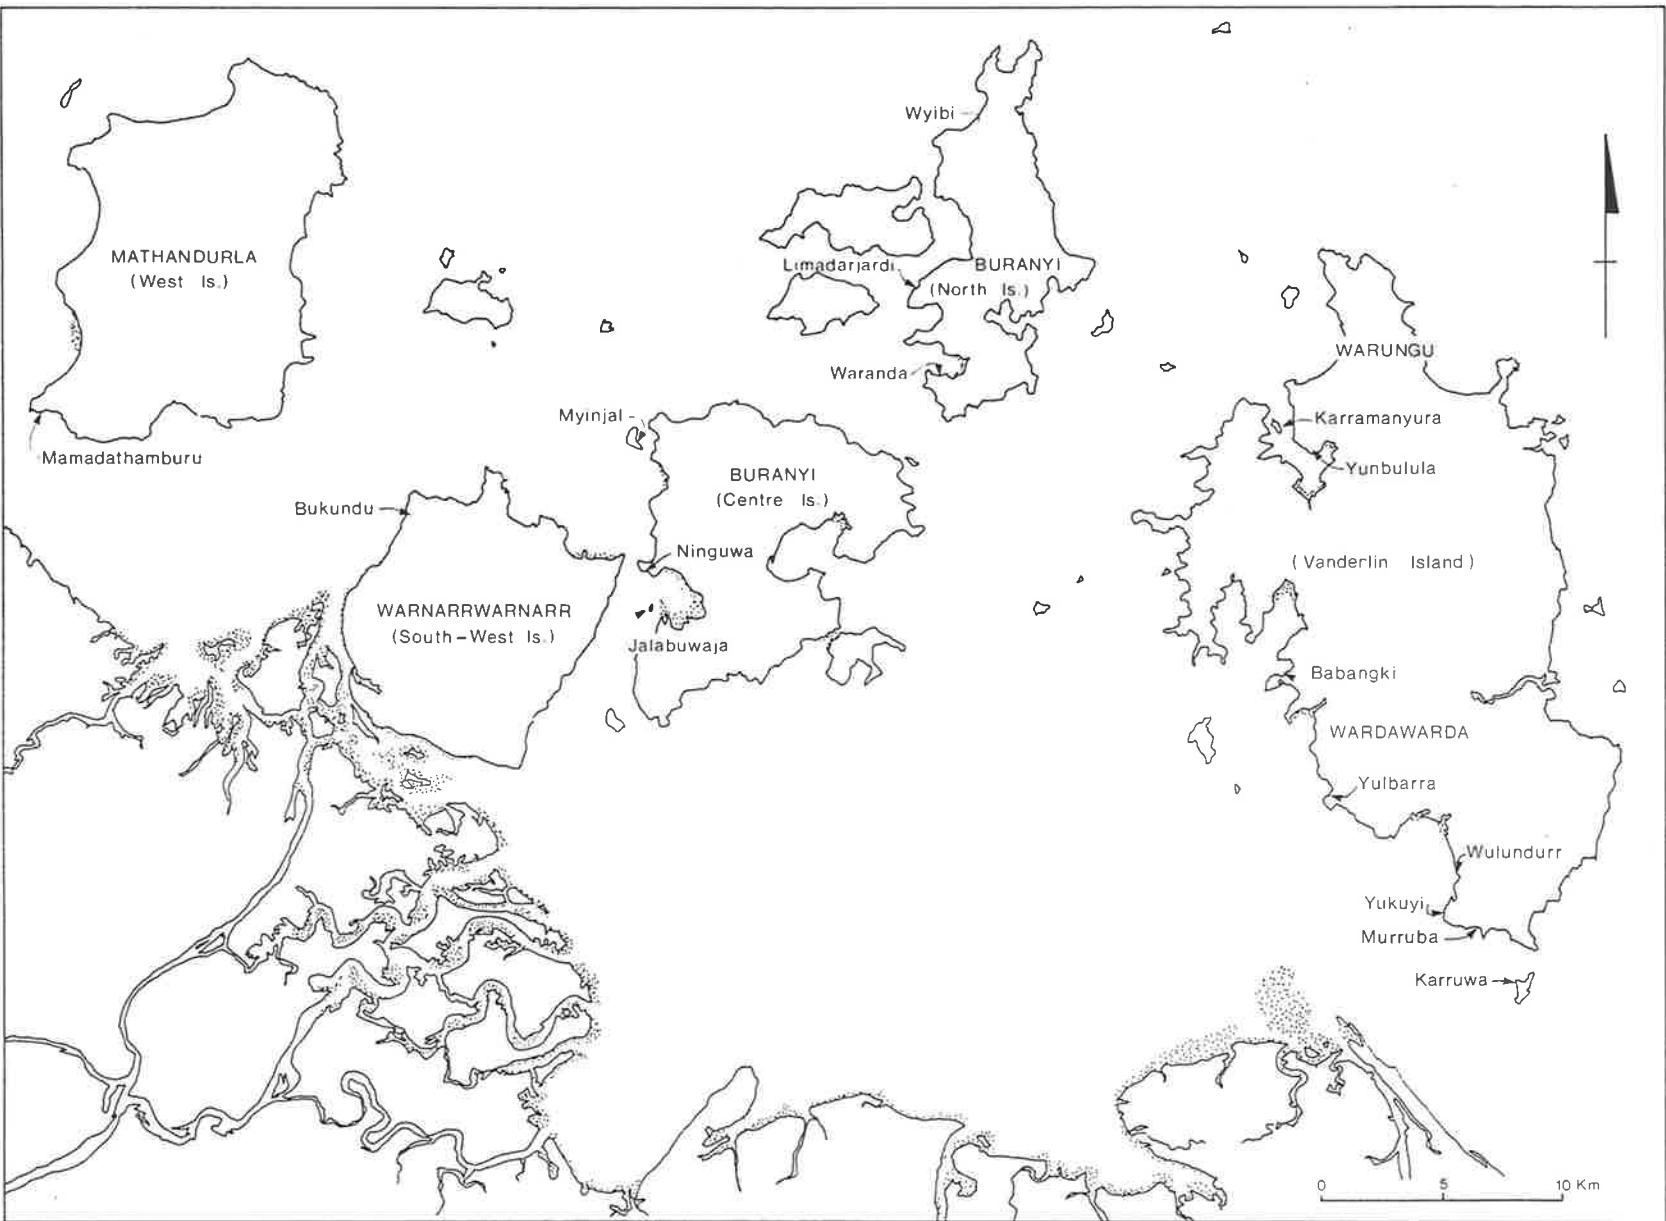 Wyibi
MATHANDURLA
(West Is.)
Limadarjardi
BURANYI
(North Is.)
WARUNGU
Waranda
Myinjal
Karramanyura
Mamadathamburu
Yunbulula
BURANYI
(Centre Is.)
Bukundu
Ninguwa
(Vanderlin Island)
WARNARRWARNARR
(South-West Is.)
Jalabuwaja
Babangki
WARDAWARDA
Yulbarra
Wulundurr
Yukuyi
Murruba
Karruwa
0 5 10 Km